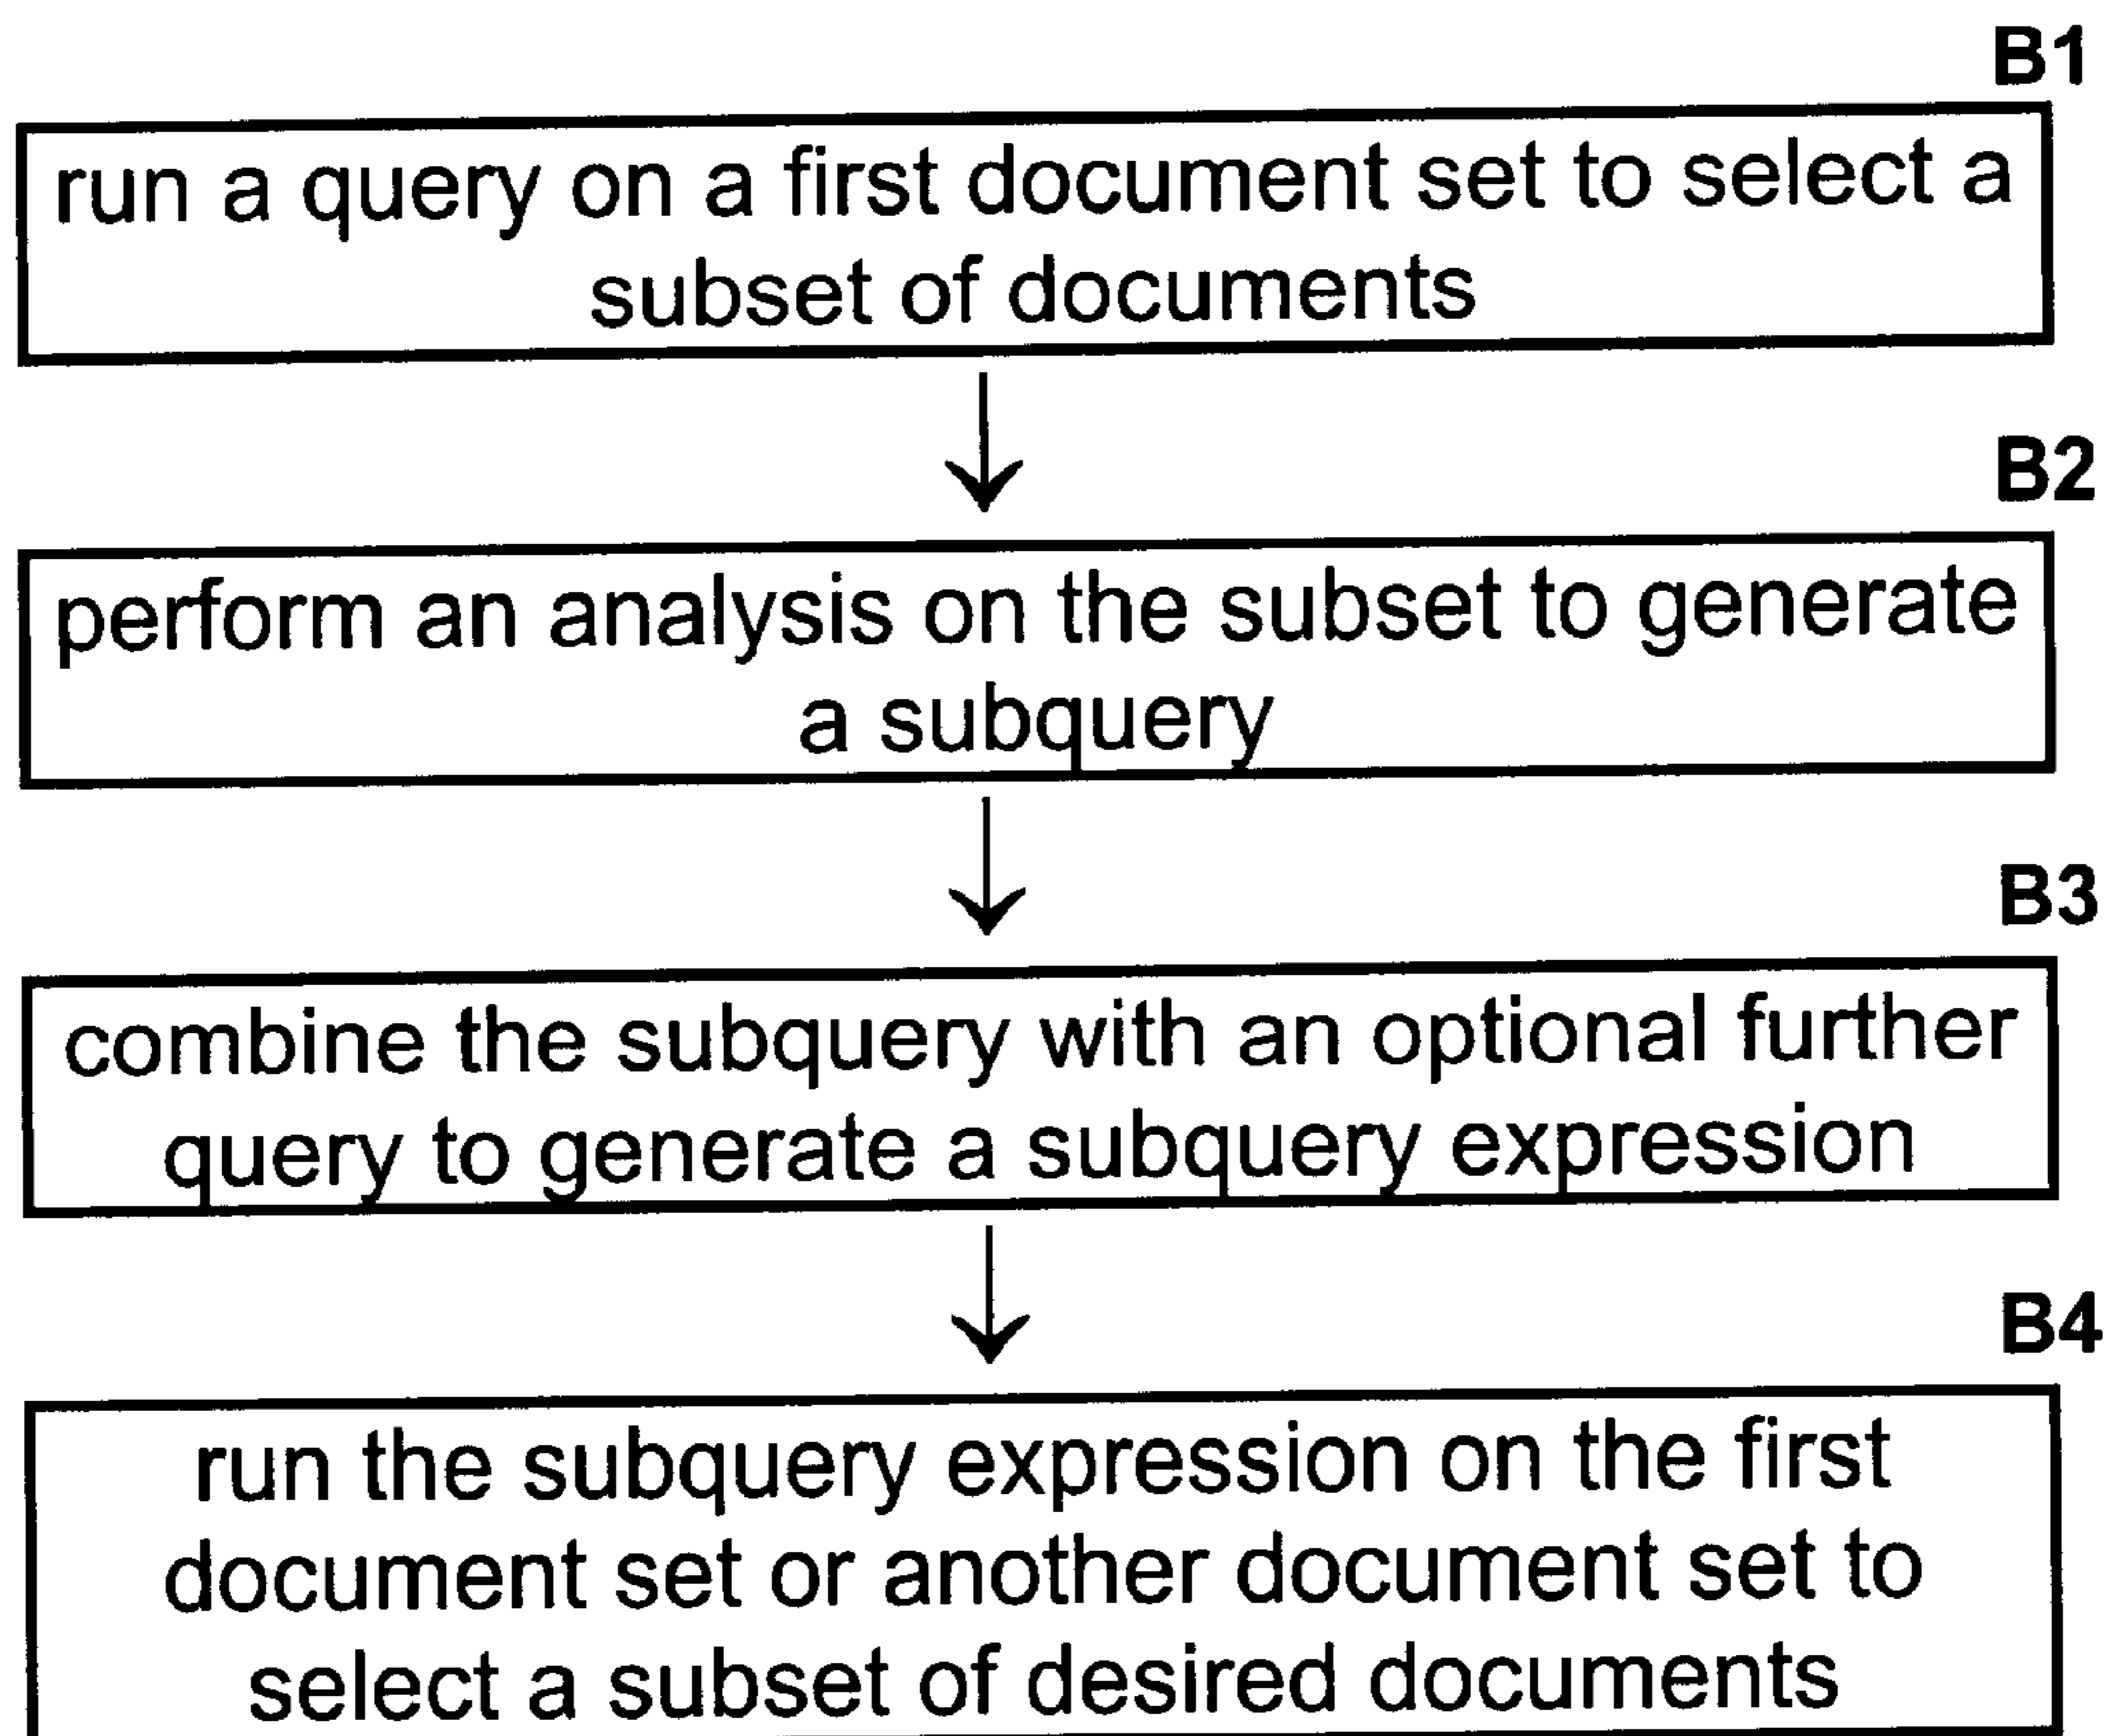 B1
run a query on a first document set to select a
subset of documents
B2
perform an analysis on the subset to generate
a subquery
B3
combine the subquery with an optional further
query to generate a subquery expression
B4
run the subquery expression on the first
document set or another document set to
select a subset of desired documents